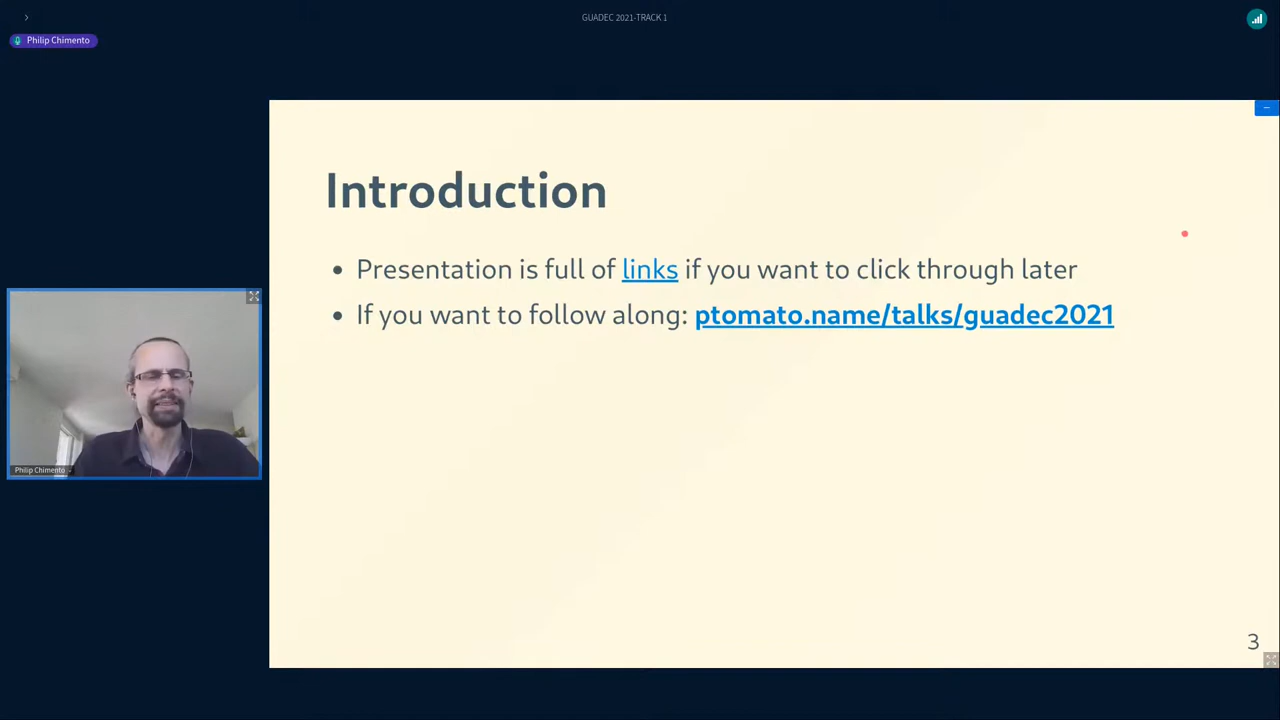 GUADEC 2021-TRACK 1
Philip Chimento
Introduction
• Presentation is full of links if you want to click through later
• If you want to follow along: ptomato.name/talks/guadec2021
Philip Chimento
3